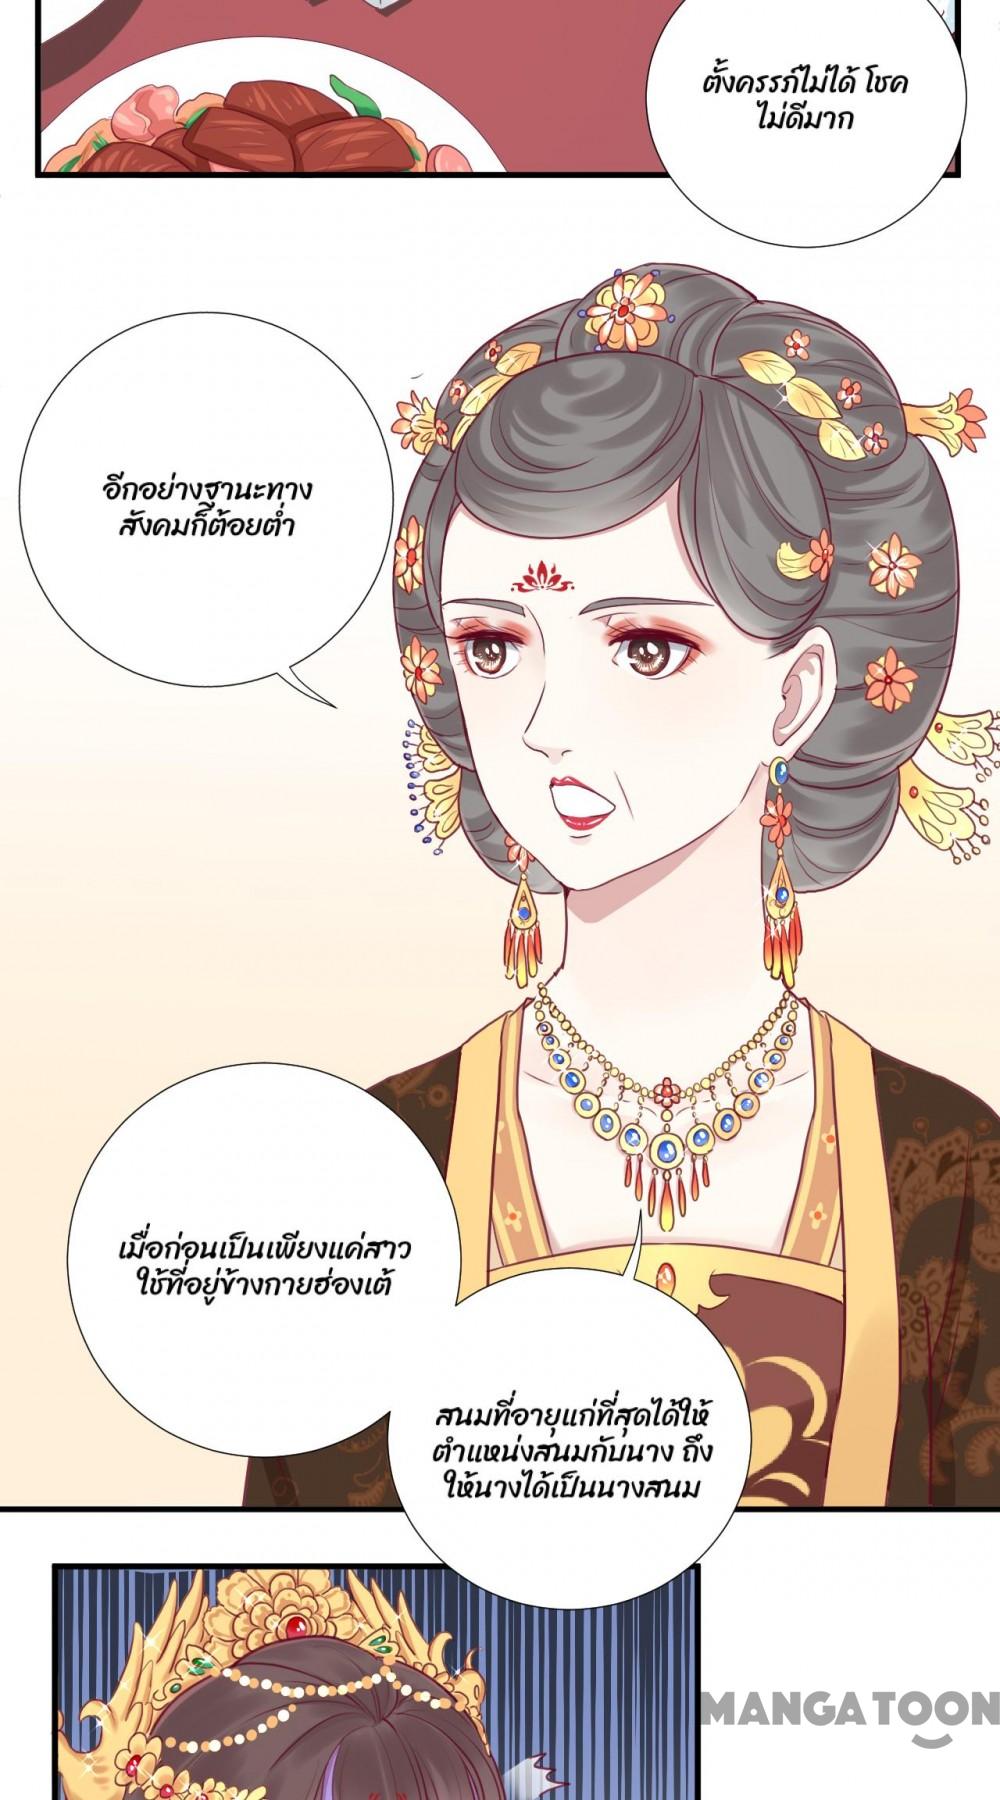 ตั้งครรภ์ไม่ได้ โชค
ไม่ดีมาก
อีกอย่างฐานะทาง
สังคมก็ต้อยต่ำ
เมื่อก่อนเป็นเพียงแค่สาว
ใช้ที่อยู่ข้างกายฮ่องเต้
สนมที่อายุแก่ที่สุดได้ให้
ตำแหน่งสนมกับนาง ถึง
ให้นางได้เป็นนางสนม
MANGATOON